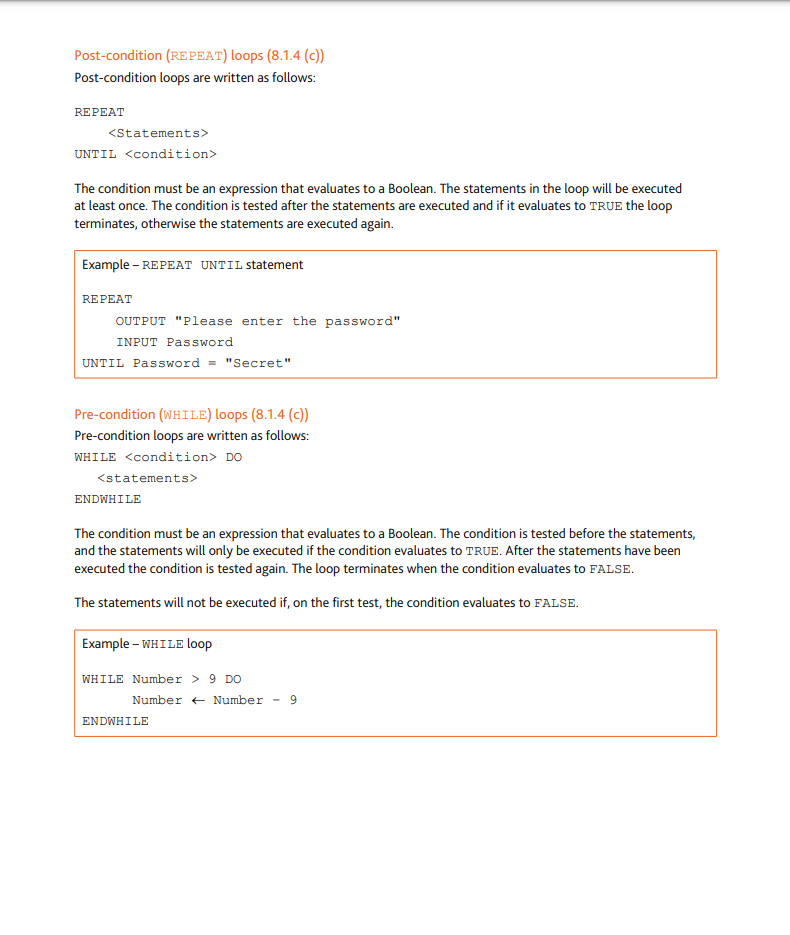 Post-condition (REPEAT) loops (8.1.4 (c))
Post-condition loops are written as follows:
REPEAT
    <Statements>
UNTIL <condition>
The condition must be an expression that evaluates to a Boolean. The statements in the loop will be executed
at least once. The condition is tested after the statements are executed and if it evaluates to TRUE the loop
terminates, otherwise the statements are executed again.
Example – REPEAT UNTIL statement
REPEAT
    OUTPUT "Please enter the password"
    INPUT Password
UNTIL Password = "Secret"
Pre-condition (WHILE) loops (8.1.4 (c))
Pre-condition loops are written as follows:
WHILE <condition> DO
    <statements>
ENDWHILE
The condition must be an expression that evaluates to a Boolean. The condition is tested before the statements,
and the statements will only be executed if the condition evaluates to TRUE. After the statements have been
executed the condition is tested again. The loop terminates when the condition evaluates to FALSE.
The statements will not be executed if, on the first test, the condition evaluates to FALSE.
Example – WHILE loop
WHILE Number > 9 DO
      Number ← Number – 9
ENDWHILE